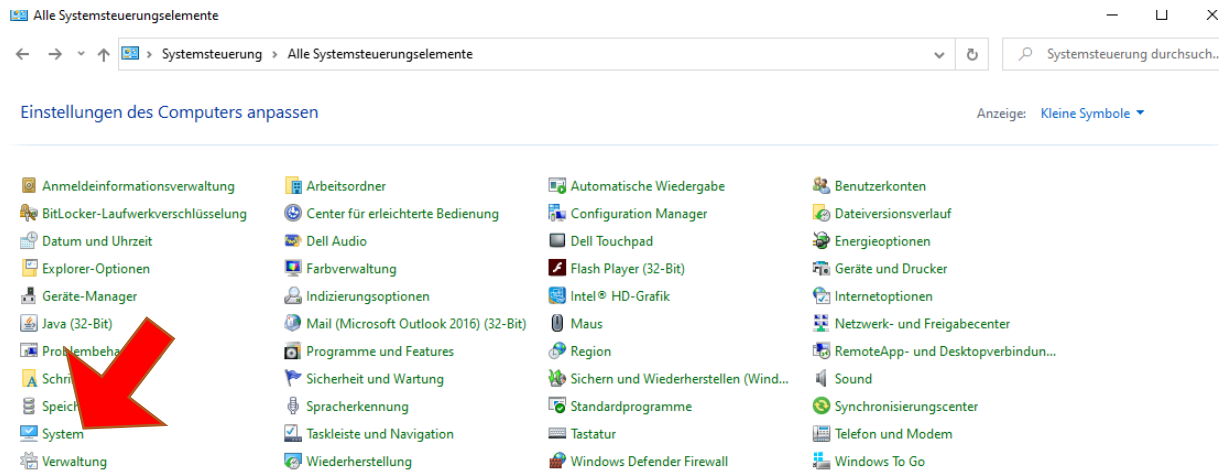 Alle Systemsteuerungselemente
Systemsteuerung > Alle Systemsteuerungselemente
Systemsteuerung durchsuch...
Einstellungen des Computers anpassen
Anzeige: Kleine Symbole
Anmeldeinformationsverwaltung Arbeitsordner Automatische Wiedergabe Benutzerkonten
BitLocker-Laufwerkverschlüsselung Center für erleichterte Bedienung Configuration Manager Dateiversionsverlauf
Datum und Uhrzeit Dell Audio Dell Touchpad Energieoptionen
Explorer-Optionen Farbverwaltung Flash Player (32-Bit) Geräte und Drucker
Geräte-Manager Indizierungsoptionen Intel® HD-Grafik Internetoptionen
Java (32-Bit) Mail (Microsoft Outlook 2016) (32-Bit) Maus Netzwerk- und Freigabecenter
Programme und Features Region RemoteApp- und Desktopverbindun...
Sicherheit und Wartung Sichern und Wiederherstellen (Wind... Sound
Spracherkennung Standardprogramme Synchronisierungscenter
System Taskleiste und Navigation Tastatur Telefon und Modem
Verwaltung Wiederherstellung Windows Defender Firewall Windows To Go